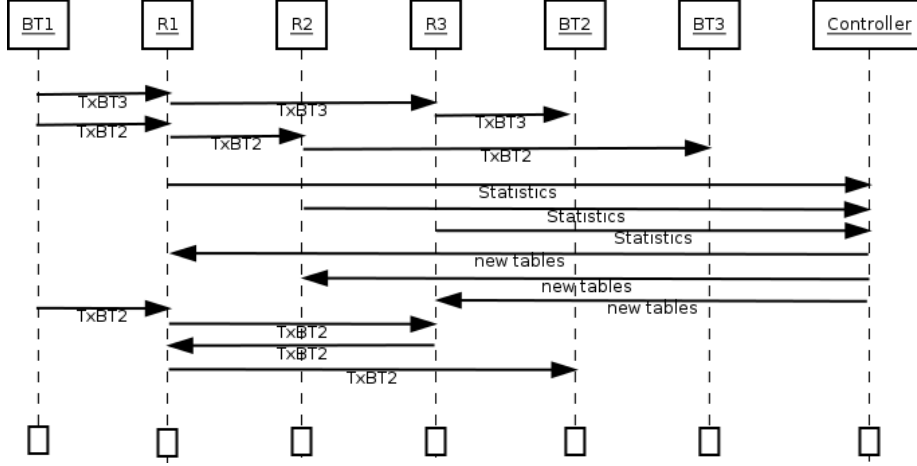 BT1 R1 R2 R3 BT2 BT3 Controller
TxBT3
TxBT3
TxBT3
TxBT2
TxBT2
TxBT2
Statistics
Statistics
Statistics
new tables
new tables
new tables
TxBT2
TxBT2
TxBT2
TxBT2